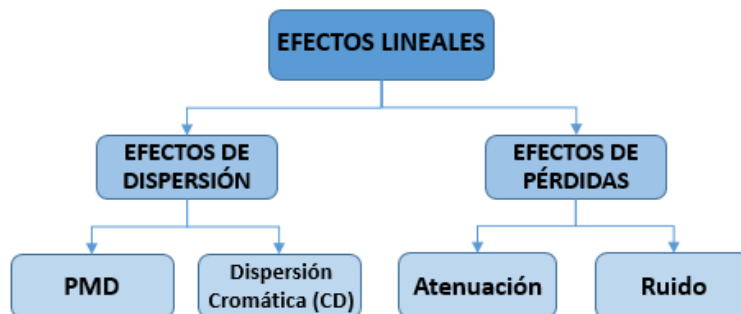 EFECTOS LINEALES
EFECTOS DE
DISPERSIÓN
EFECTOS DE
PÉRDIDAS
PMD
Dispersión
Cromática (CD)
Atenuación
Ruido